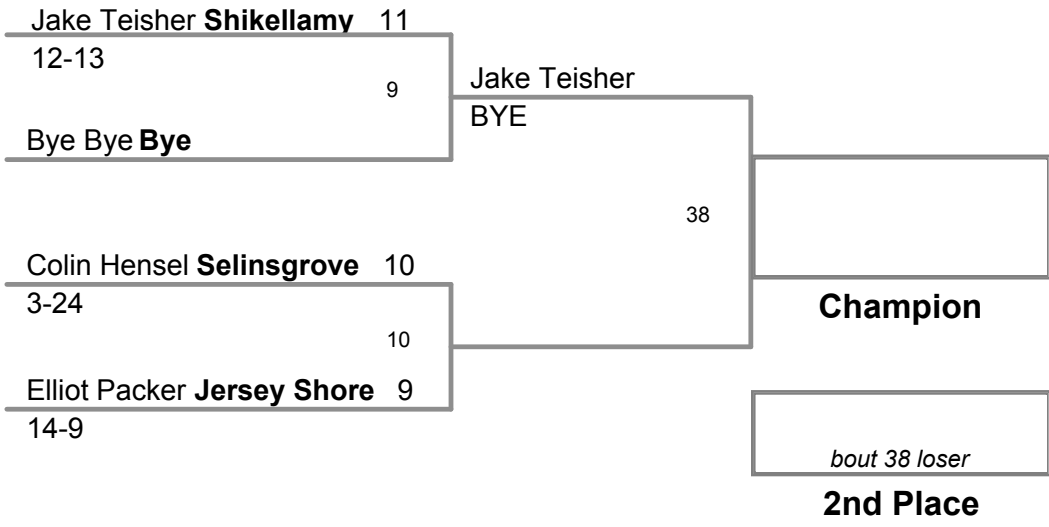 Jake Teisher Shikellamy 11
12-13
9
Jake Teisher
BYE
Bye Bye Bye
38
Colin Hensel Selinsgrove 10
3-24
10
Champion
Elliot Packer Jersey Shore 9
14-9
bout 38 loser
2nd Place